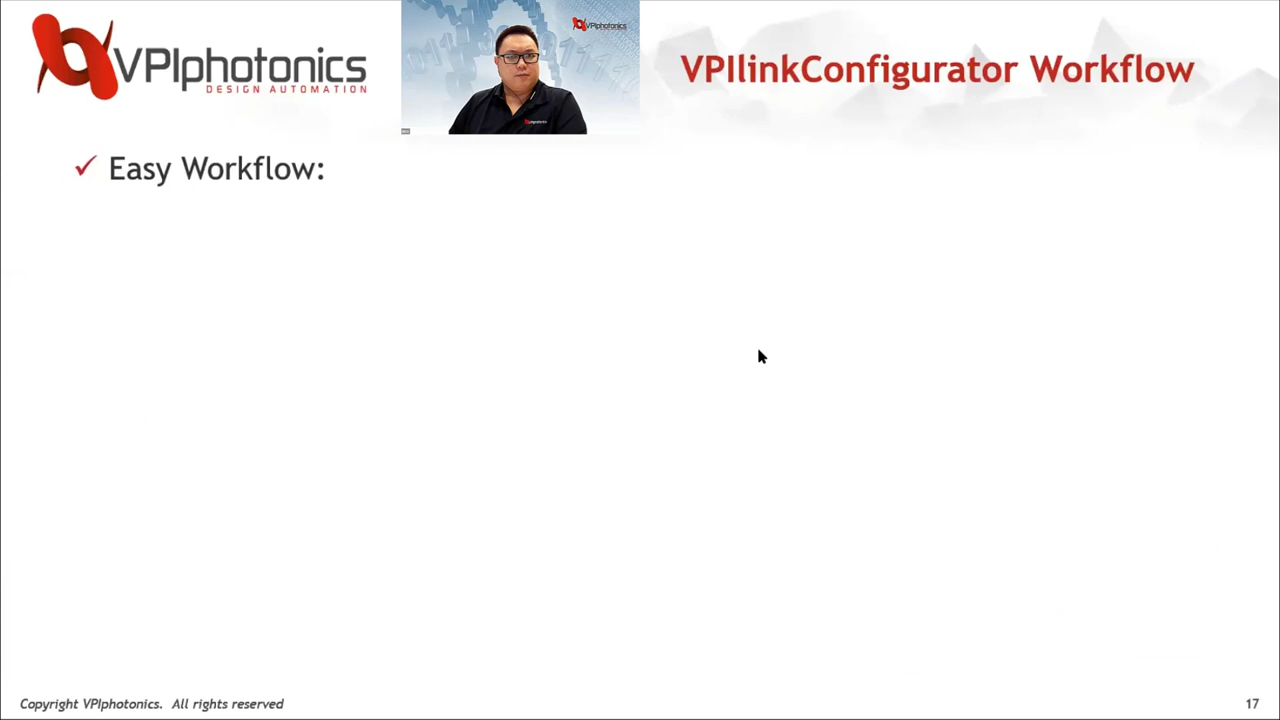 VPIphotonics
DESIGN AUTOMATION
VPIphotonics
VPIlinkConfigurator Workflow
✓ Easy Workflow:
Copyright VPIphotonics. All rights reserved
17